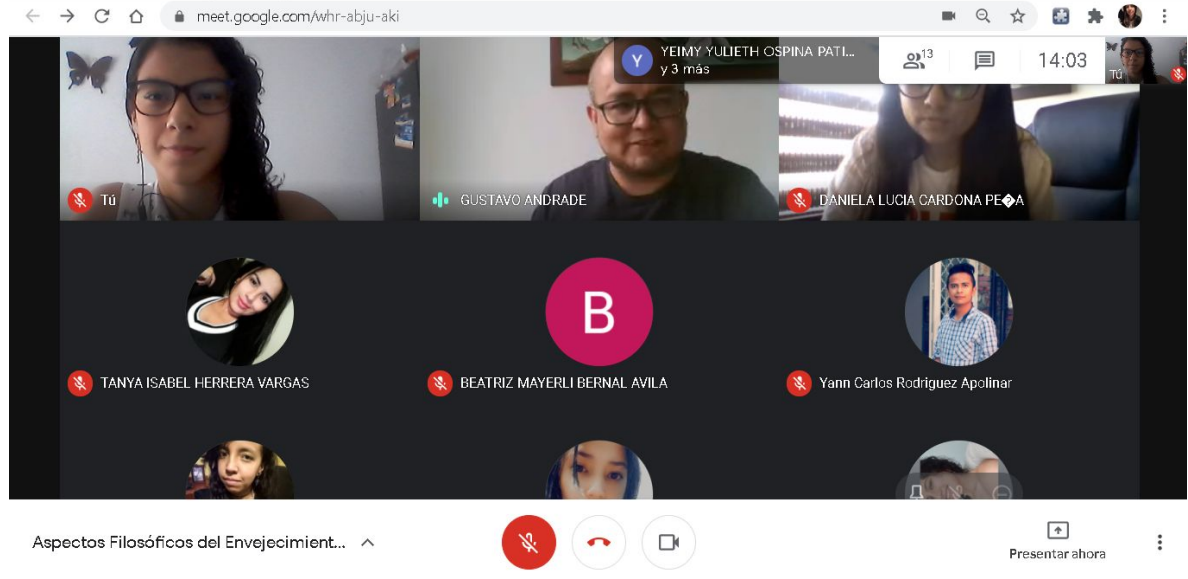 meet.google.com/whr-abju-aki
Y
YEIMY YULIETH OSPINA PATI...
y 3 más
13
14:03
Tú
Tú
GUSTAVO ANDRADE
DANIELA LUCIA CARDONA PE�A
B
TANYA ISABEL HERRERA VARGAS
BEATRIZ MAYERLI BERNAL AVILA
Yann Carlos Rodriguez Apolinar
Aspectos Filosóficos del Envejecimient...
Presentar ahora